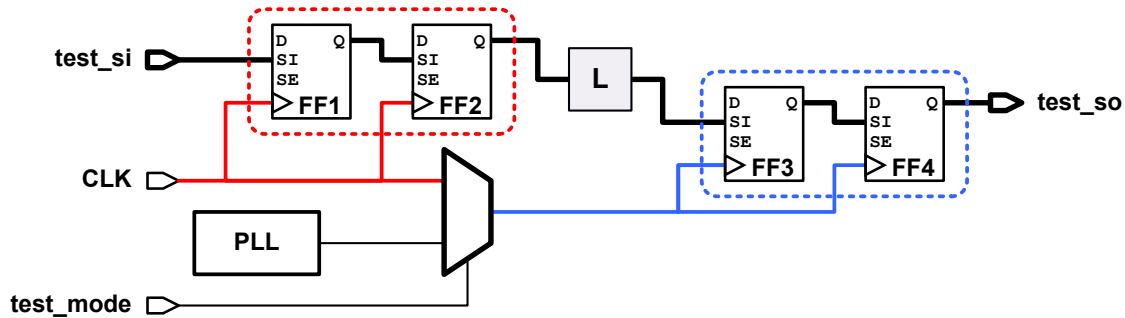 test_si
D Q
SI
SE
FF1
D Q
SI
SE
FF2
L
D Q
SI
SE
FF3
D Q
SI
SE
FF4
test_so
CLK
PLL
test_mode